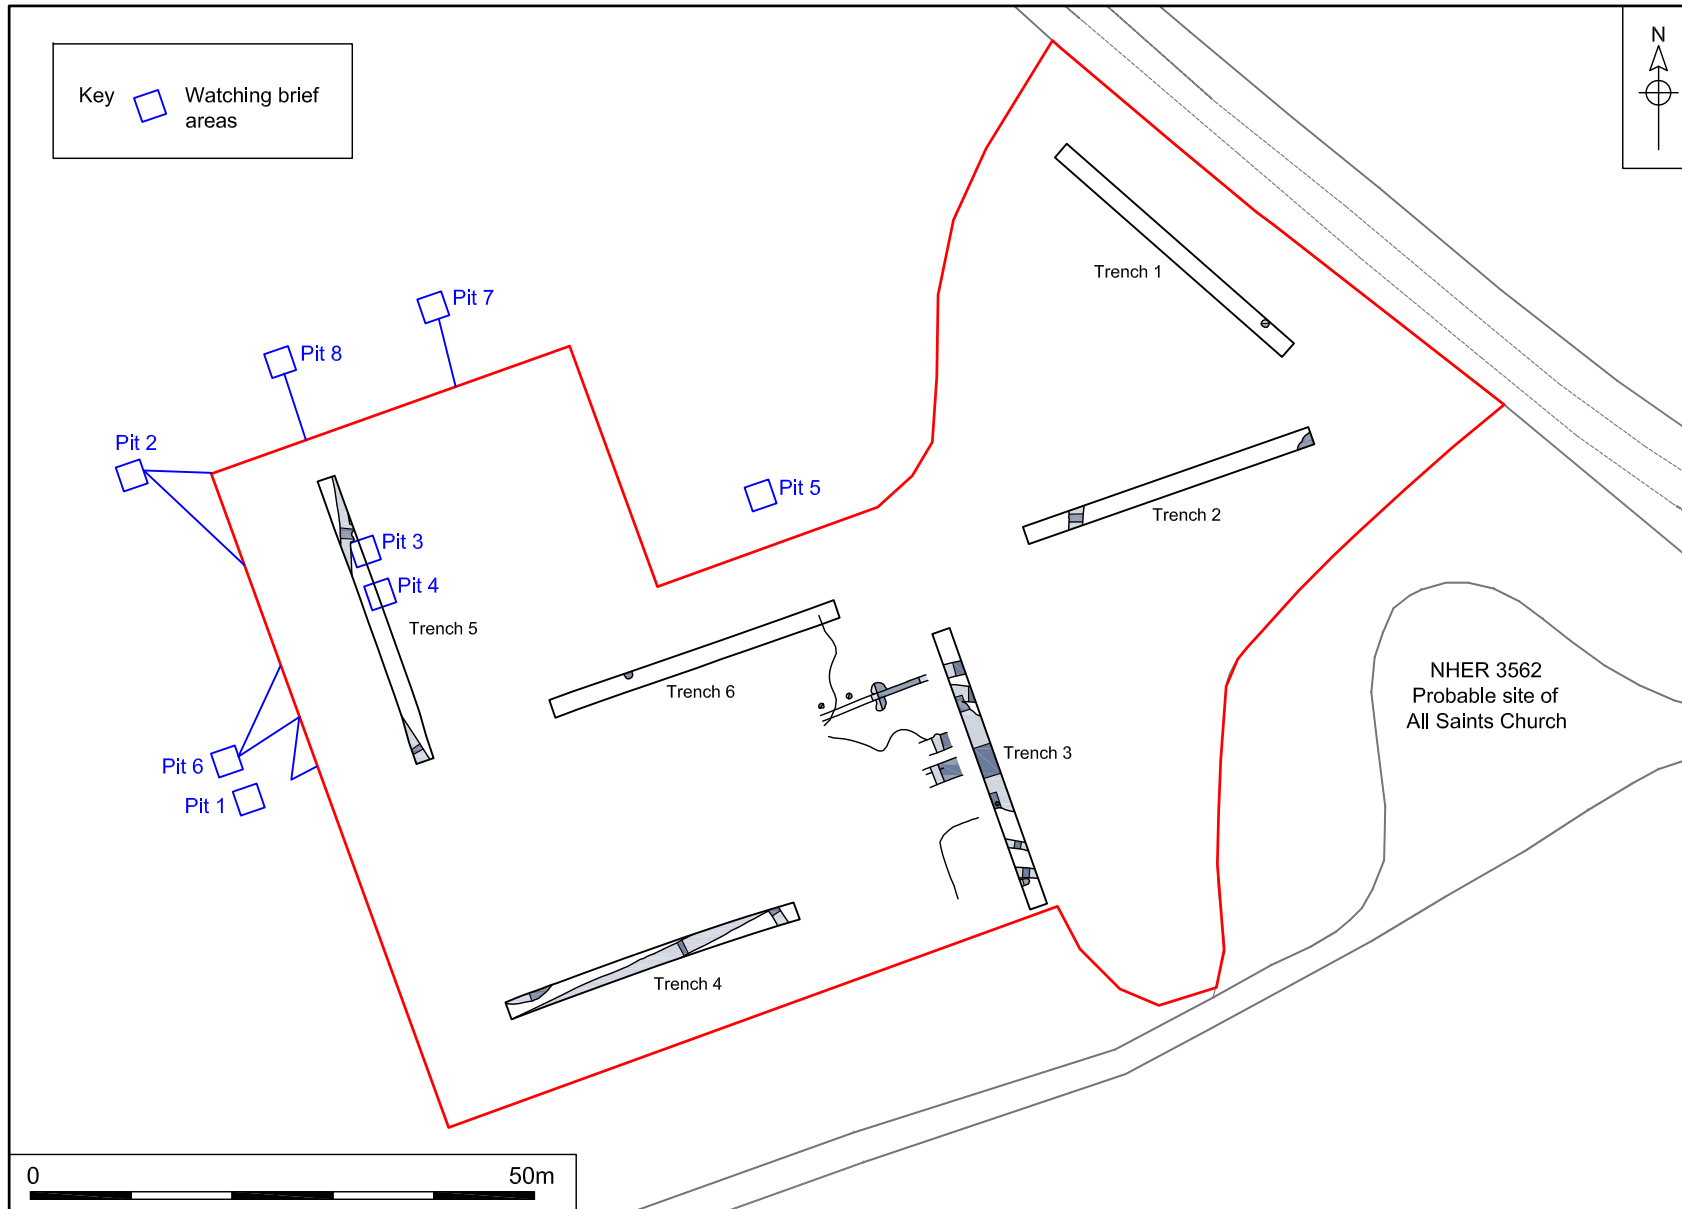 Key
Watching brief
areas
N
Trench 1
Pit 7
Pit 8
Pit 2
Pit 5
Trench 2
Pit 3
Pit 4
Trench 5
Trench 6
NHER 3562
Probable site of
All Saints Church
Trench 3
Pit 6
Pit 1
Trench 4
0 50m